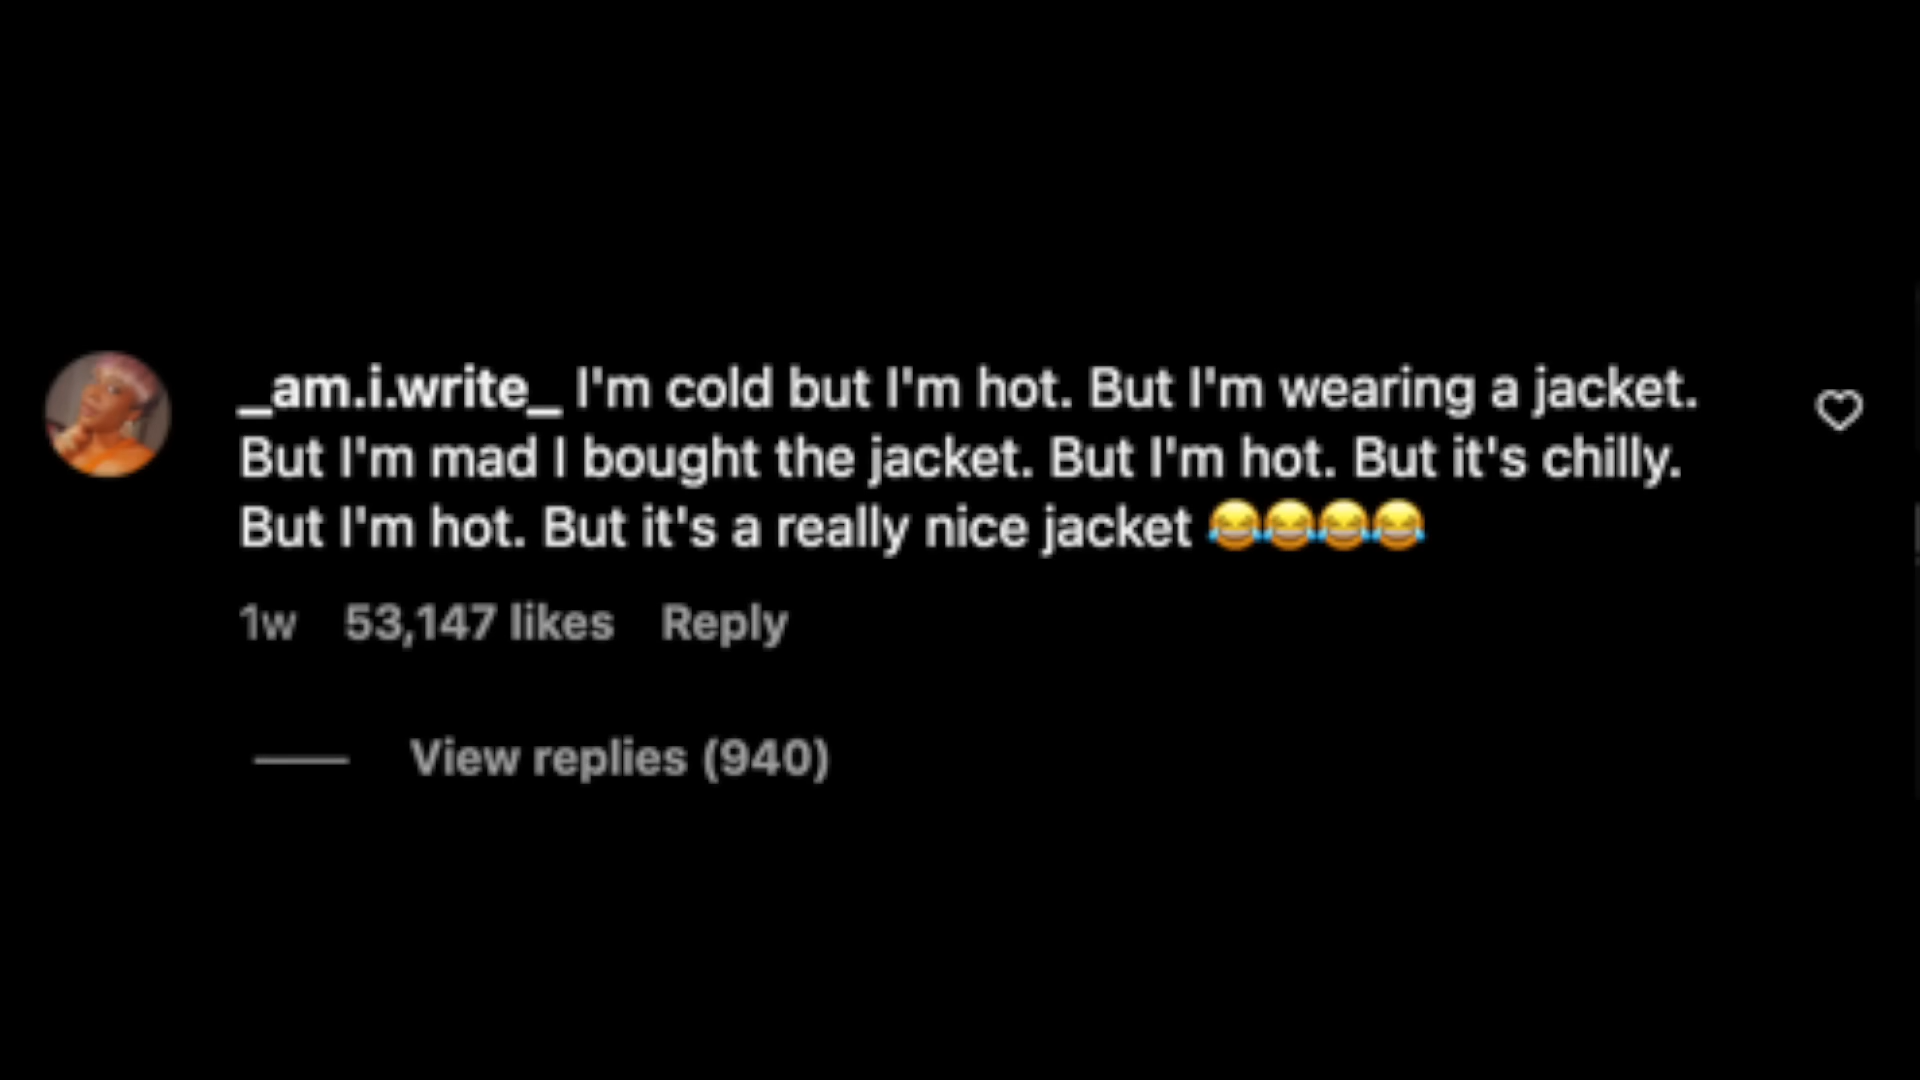 _am.i.write_ I'm cold but I'm hot. But I'm wearing a jacket.
But I'm mad I bought the jacket. But I'm hot. But it's chilly.
But I'm hot. But it's a really nice jacket 😂😂😂😂
1w 53,147 likes Reply
View replies (940)